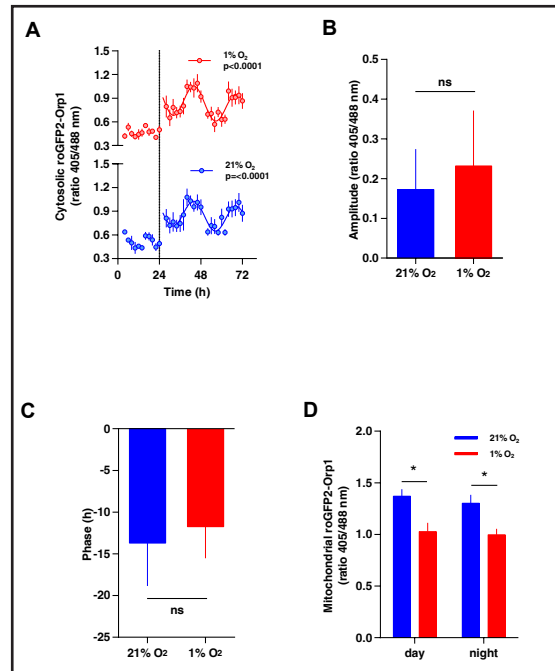 A
Cytosolic roGFP2-Orp1
(ratio 405/488 nm)
1% O₂
p<0.0001
1.5
1.2
0.9
0.6
0.3
21% O₂
p=<0.0001
1.5
1.2
0.9
0.6
0.3
0 24 48 72
Time (h)
B
Amplitude (ratio 405/488 nm)
0.5
0.4
0.3
0.2
0.1
0.0
ns
21% O₂ 1% O₂
C
Phase (h)
0
-5
-10
-15
-20
-25
ns
21% O₂ 1% O₂
D
Mitochondrial roGFP2-Orp1
(ratio 405/488 nm)
21% O₂
1% O₂
2.0
1.5
1.0
0.5
0.0
* *
day night